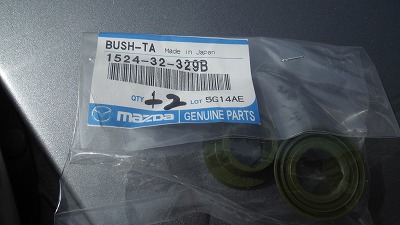 BUSH-TA Made in Japan
1524-32-329B
QTY +2 LOT 5G14AE
mazda GENUINE PARTS